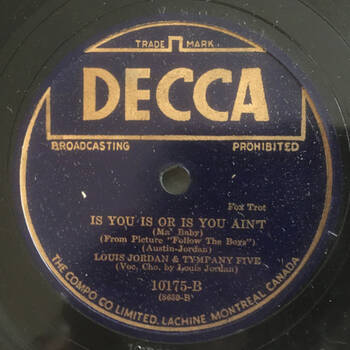 TRADE MARK
DECCA
BROADCASTING PROHIBITED
Fox Trot
IS YOU IS OR IS YOU AIN'T
(Ma' Baby)
(From Picture "Follow The Boys")
(Austin-Jordan)
LOUIS JORDAN & TYMPANY FIVE
(Voc. Cho. by Louis Jordan)
10175-B
(8659-B)
THE COMPO CO LIMITED, LACHINE, MONTREAL CANADA